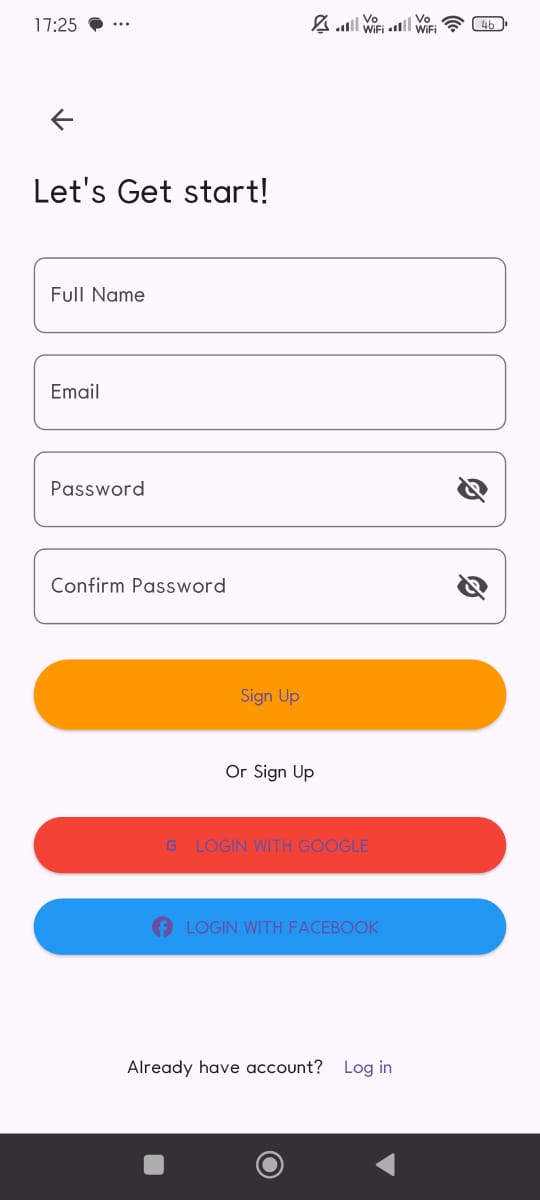 17:25
Vo WiFi Vo WiFi 46
Let's Get start!
Full Name
Email
Password
Confirm Password
Sign Up
Or Sign Up
G LOGIN WITH GOOGLE
LOGIN WITH FACEBOOK
Already have account? Log in